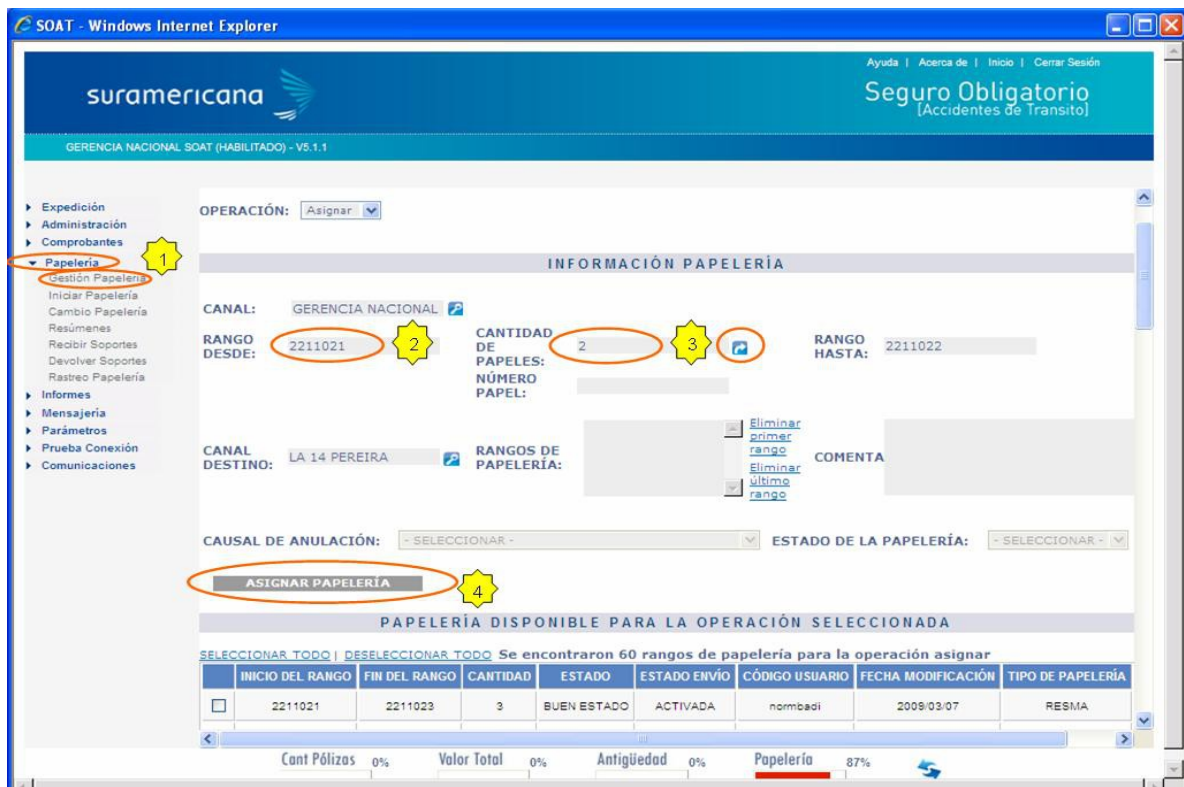 SOAT - Windows Internet Explorer
Ayuda | Acerca de | Inicio | Cerrar Sesión
suramericana
Seguro Obligatorio
[Accidentes de Transito]
GERENCIA NACIONAL SOAT (HABILITADO) - V5.1.1
Expedición
Administración
Comprobantes
Papelería
1
Gestión Papelería
Iniciar Papelería
Cambio Papelería
Resúmenes
Recibir Soportes
Devolver Soportes
Rastreo Papelería
Informes
Mensajería
Parámetros
Prueba Conexión
Comunicaciones
OPERACIÓN: Asignar
INFORMACIÓN PAPELERÍA
CANAL: GERENCIA NACIONAL
RANGO DESDE: 2211021
2
CANTIDAD DE PAPELES: 2
3
RANGO HASTA: 2211022
NÚMERO PAPEL:
CANAL DESTINO: LA 14 PEREIRA
RANGOS DE PAPELERÍA:
Eliminar primer rango
Eliminar último rango
COMENTA
CAUSAL DE ANULACIÓN: - SELECCIONAR -
ESTADO DE LA PAPELERÍA: - SELECCIONAR -
ASIGNAR PAPELERÍA
4
PAPELERÍA DISPONIBLE PARA LA OPERACIÓN SELECCIONADA
SELECCIONAR TODO | DESELECCIONAR TODO Se encontraron 60 rangos de papelería para la operación asignar
INICIO DEL RANGO FIN DEL RANGO CANTIDAD ESTADO ESTADO ENVÍO CÓDIGO USUARIO FECHA MODIFICACIÓN TIPO DE PAPELERÍA
2211021 2211023 3 BUEN ESTADO ACTIVADA normbadi 2009/03/07 RESMA
Cant Pólizas 0% Valor Total 0% Antigüedad 0% Papelería 87%